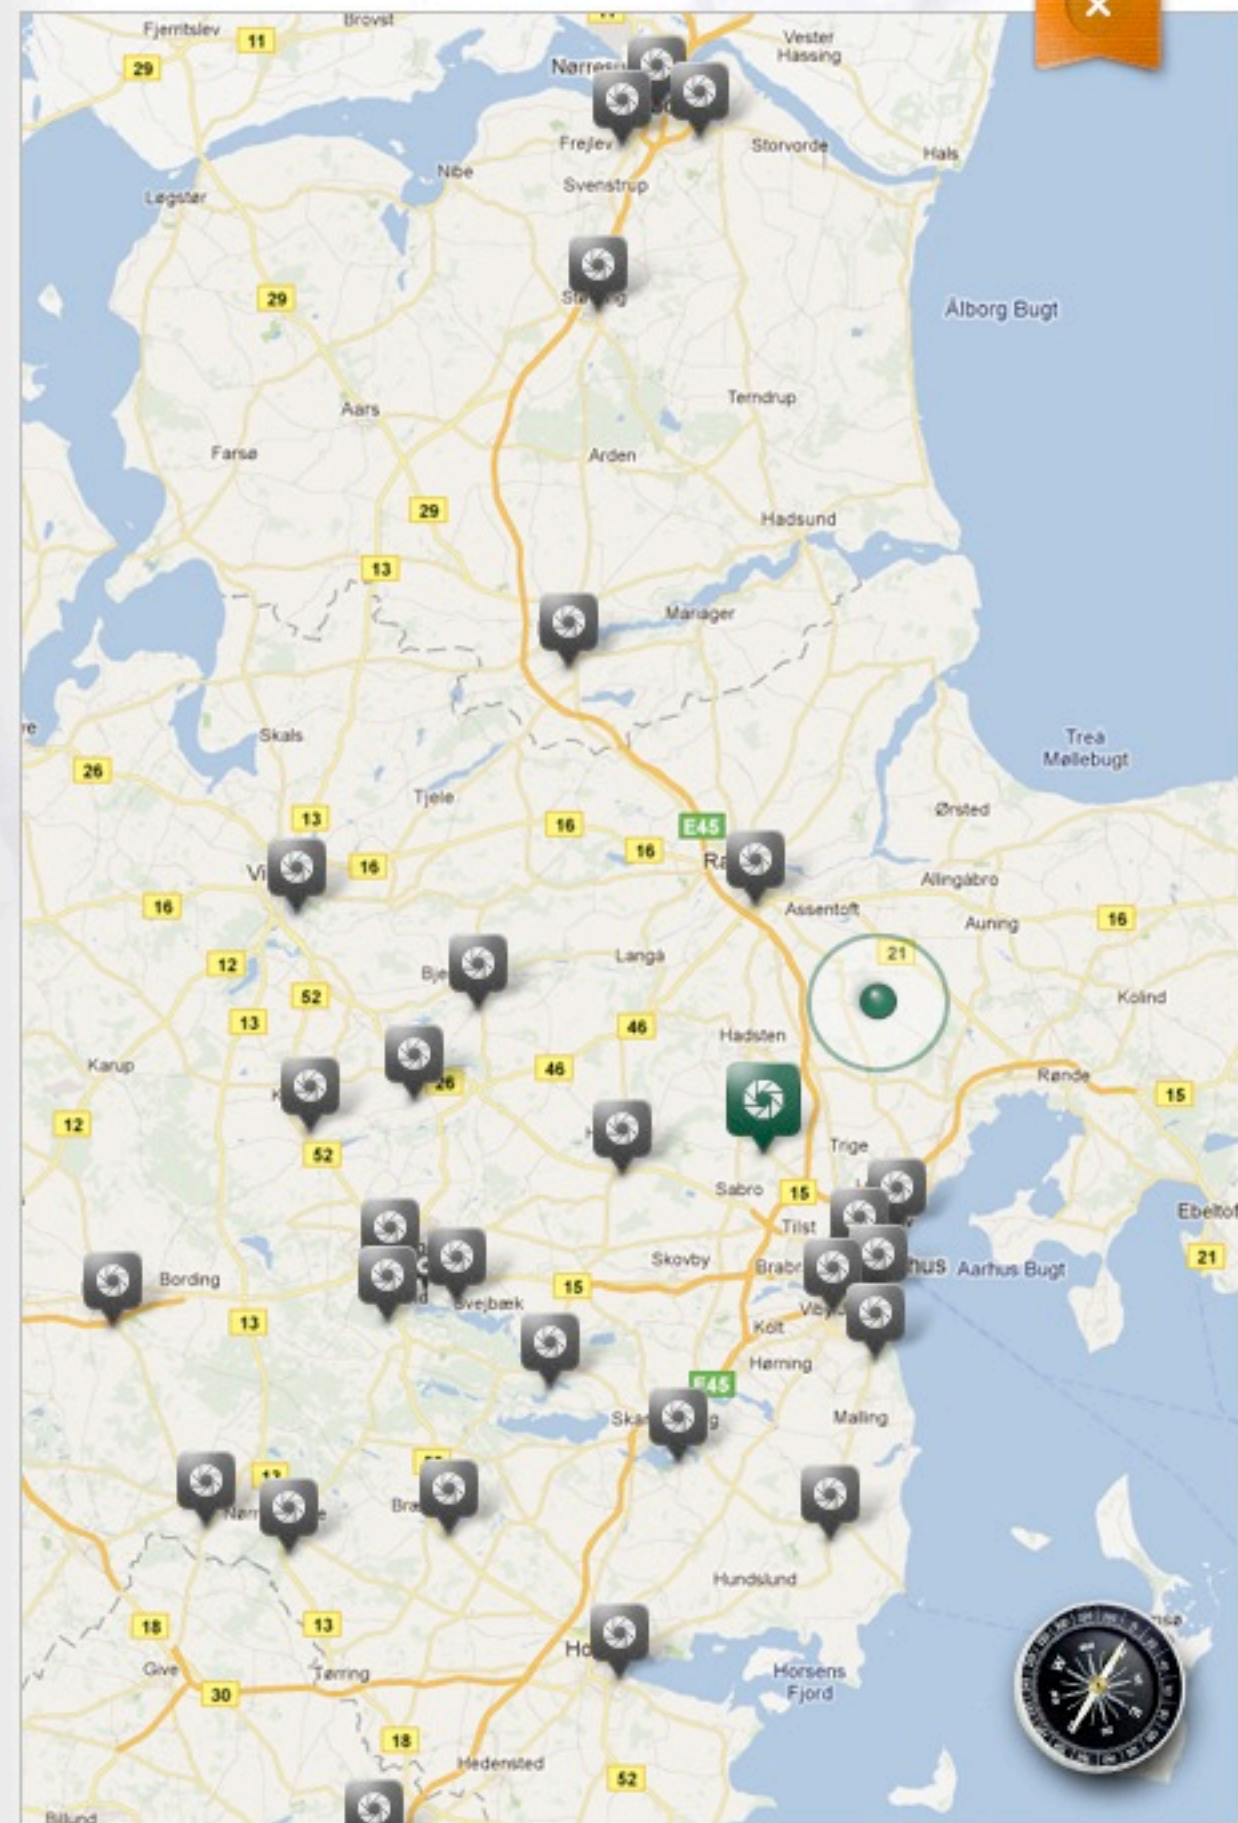 Fjerritslev
Brovst
11
11
Vester
Hassing
29
Frejlev
Storvorde
Hals
Nibe
Svenstrup
Løgstør
29
Ålborg Bugt
Aars
Terndrup
Farsø
Arden
29
Hadsund
13
Mariager
Skals
Trea
Møllebugt
26
Tjele
Ørsted
13
16
E45
16
16
Allingåbro
16
Assentoft
Auning
16
12
Langå
21
52
Kolind
13
46
Hadsten
Karup
46
26
Rønde
15
12
52
Trige
Sabro
15
Tilst
Skovby
Aarhus Bugt
21
Bording
15
Svejbæk
13
Kolt
Hørning
E45
Malling
13
Hundslund
18
13
Give
Tørring
30
Horsens
Fjord
18
Hedensted
52
Billund